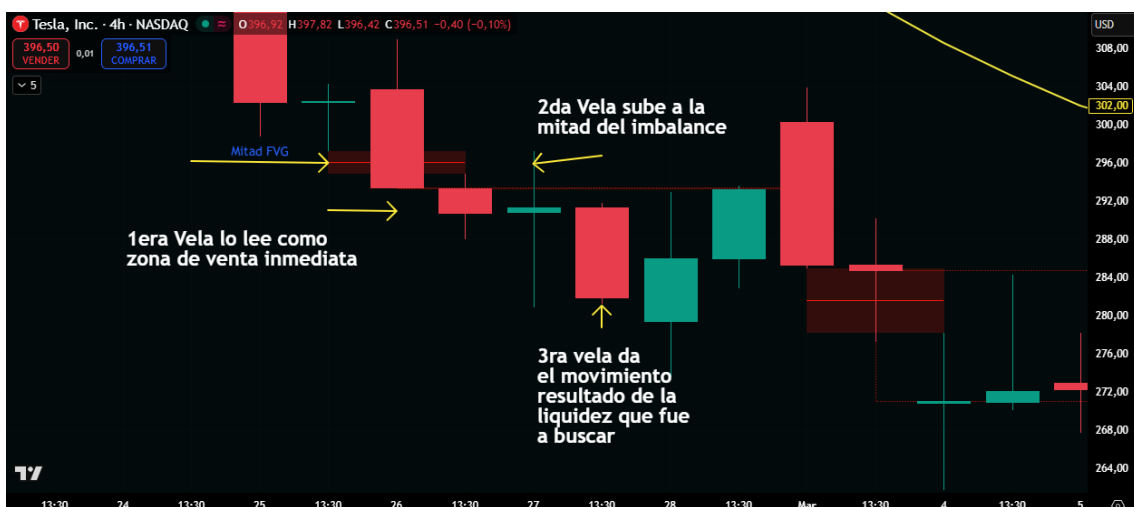 Tesla, Inc. · 4h · NASDAQ O396,92 H397,82 L396,42 C396,51 −0,40 (−0,10%)
396,50
VENDER
0,01
396,51
COMPRAR
5
USD
308,00
304,00
302,00
300,00
296,00
292,00
288,00
284,00
280,00
276,00
272,00
268,00
264,00
Mitad FVG
2da Vela sube a la
mitad del imbalance
1era Vela lo lee como
zona de venta inmediata
3ra vela da
el movimiento
resultado de la
liquidez que fue
a buscar
13:30 24 13:30 25 13:30 26 13:30 27 13:30 28 13:30 Mar 13:30 4 13:30 5